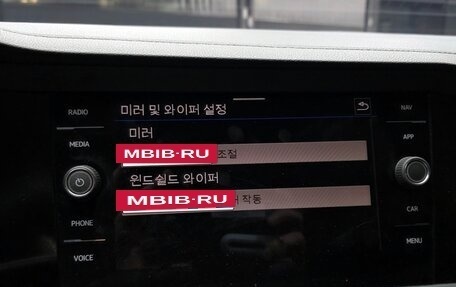 RADIO
미러 및 와이퍼 설정
NAV
미러
MEDIA
APP
MBIB-RU 조절
윈드쉴드 와이퍼
MBIB-RU 작동
PHONE
CAR
VOICE
MENU